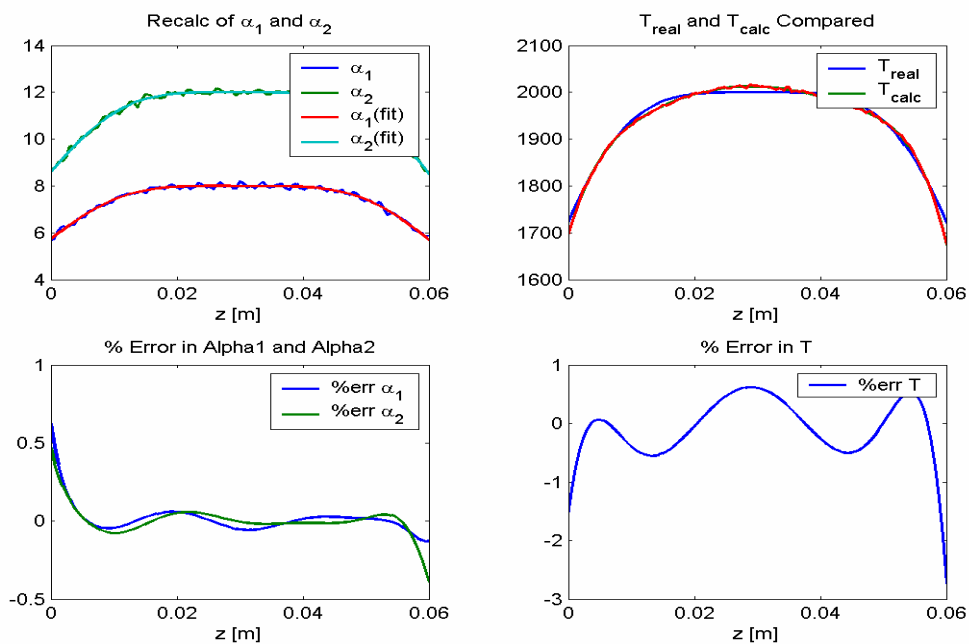 Recalc of α1 and α2
14
12
10
8
6
4
0
0.02
0.04
0.06
z [m]
α1
α2
α1(fit)
α2(fit)
Treal and Tcalc Compared
2100
2000
1900
1800
1700
1600
0
0.02
0.04
0.06
z [m]
Treal
Tcalc
% Error in Alpha1 and Alpha2
1
0.5
0
-0.5
0
0.02
0.04
0.06
z [m]
%err α1
%err α2
% Error in T
1
0
-1
-2
-3
0
0.02
0.04
0.06
z [m]
%err T